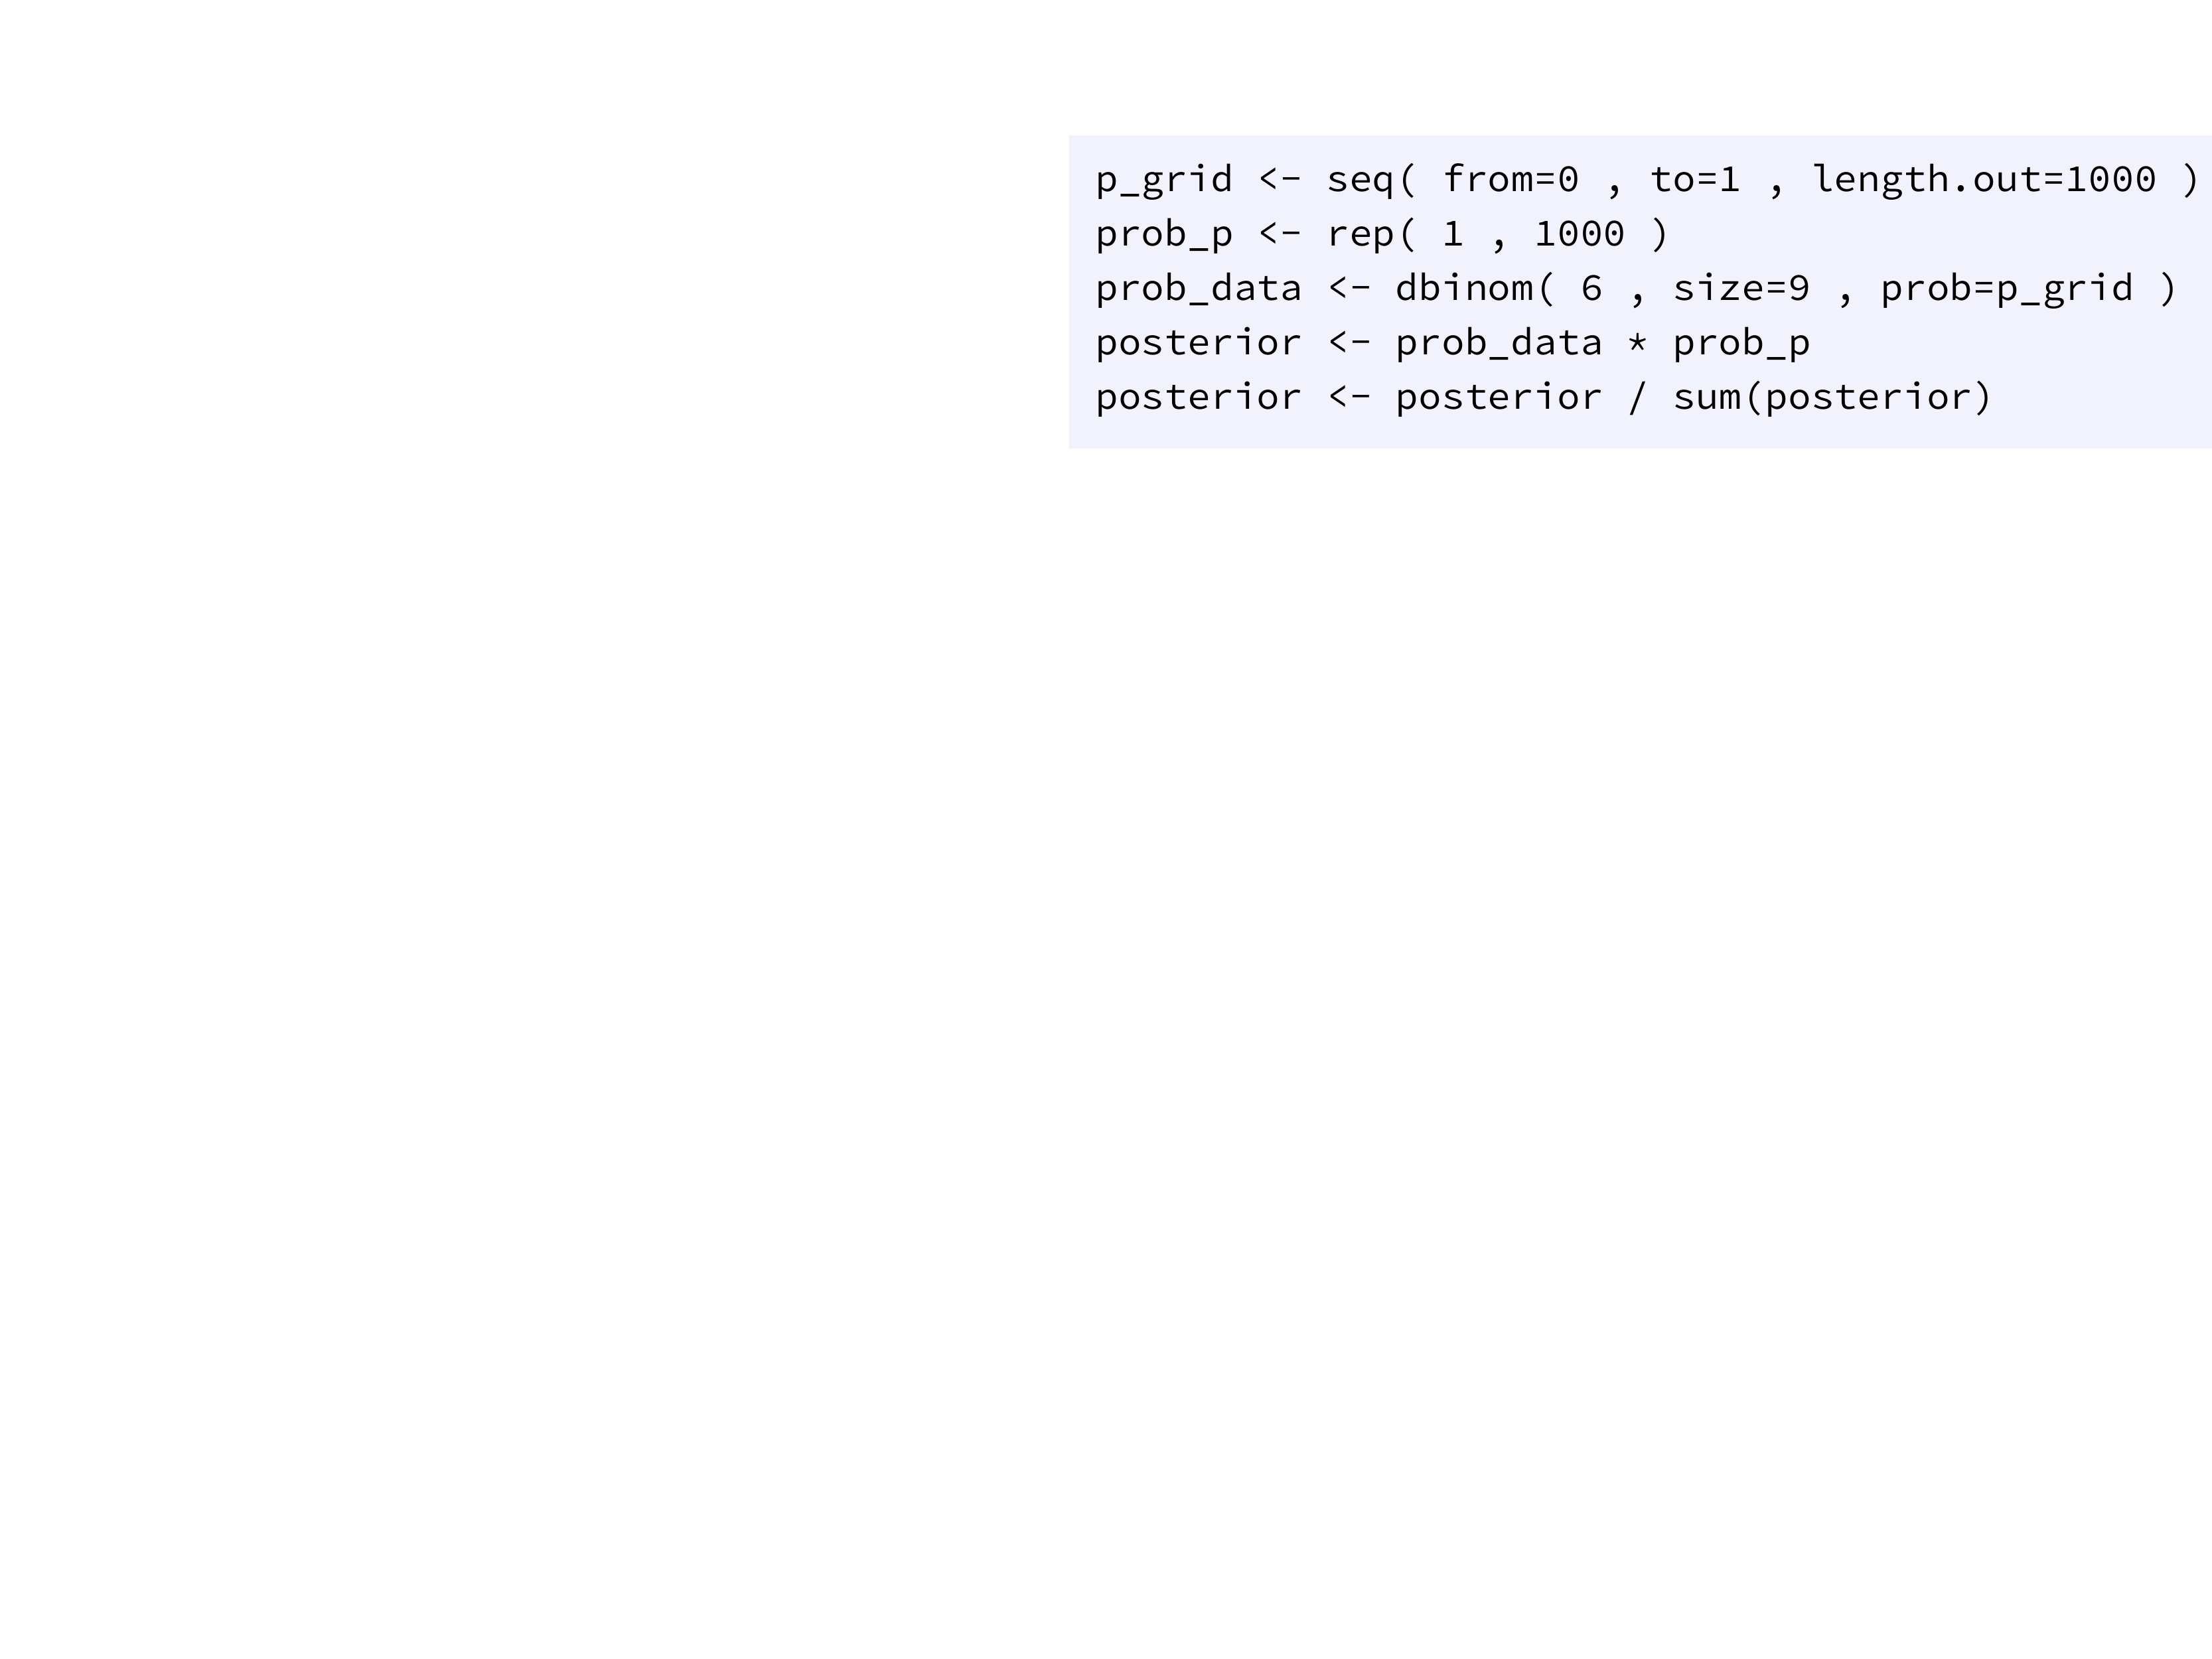 p_grid <- seq( from=0 , to=1 , length.out=1000 )
prob_p <- rep( 1 , 1000 )
prob_data <- dbinom( 6 , size=9 , prob=p_grid )
posterior <- prob_data * prob_p
posterior <- posterior / sum(posterior)